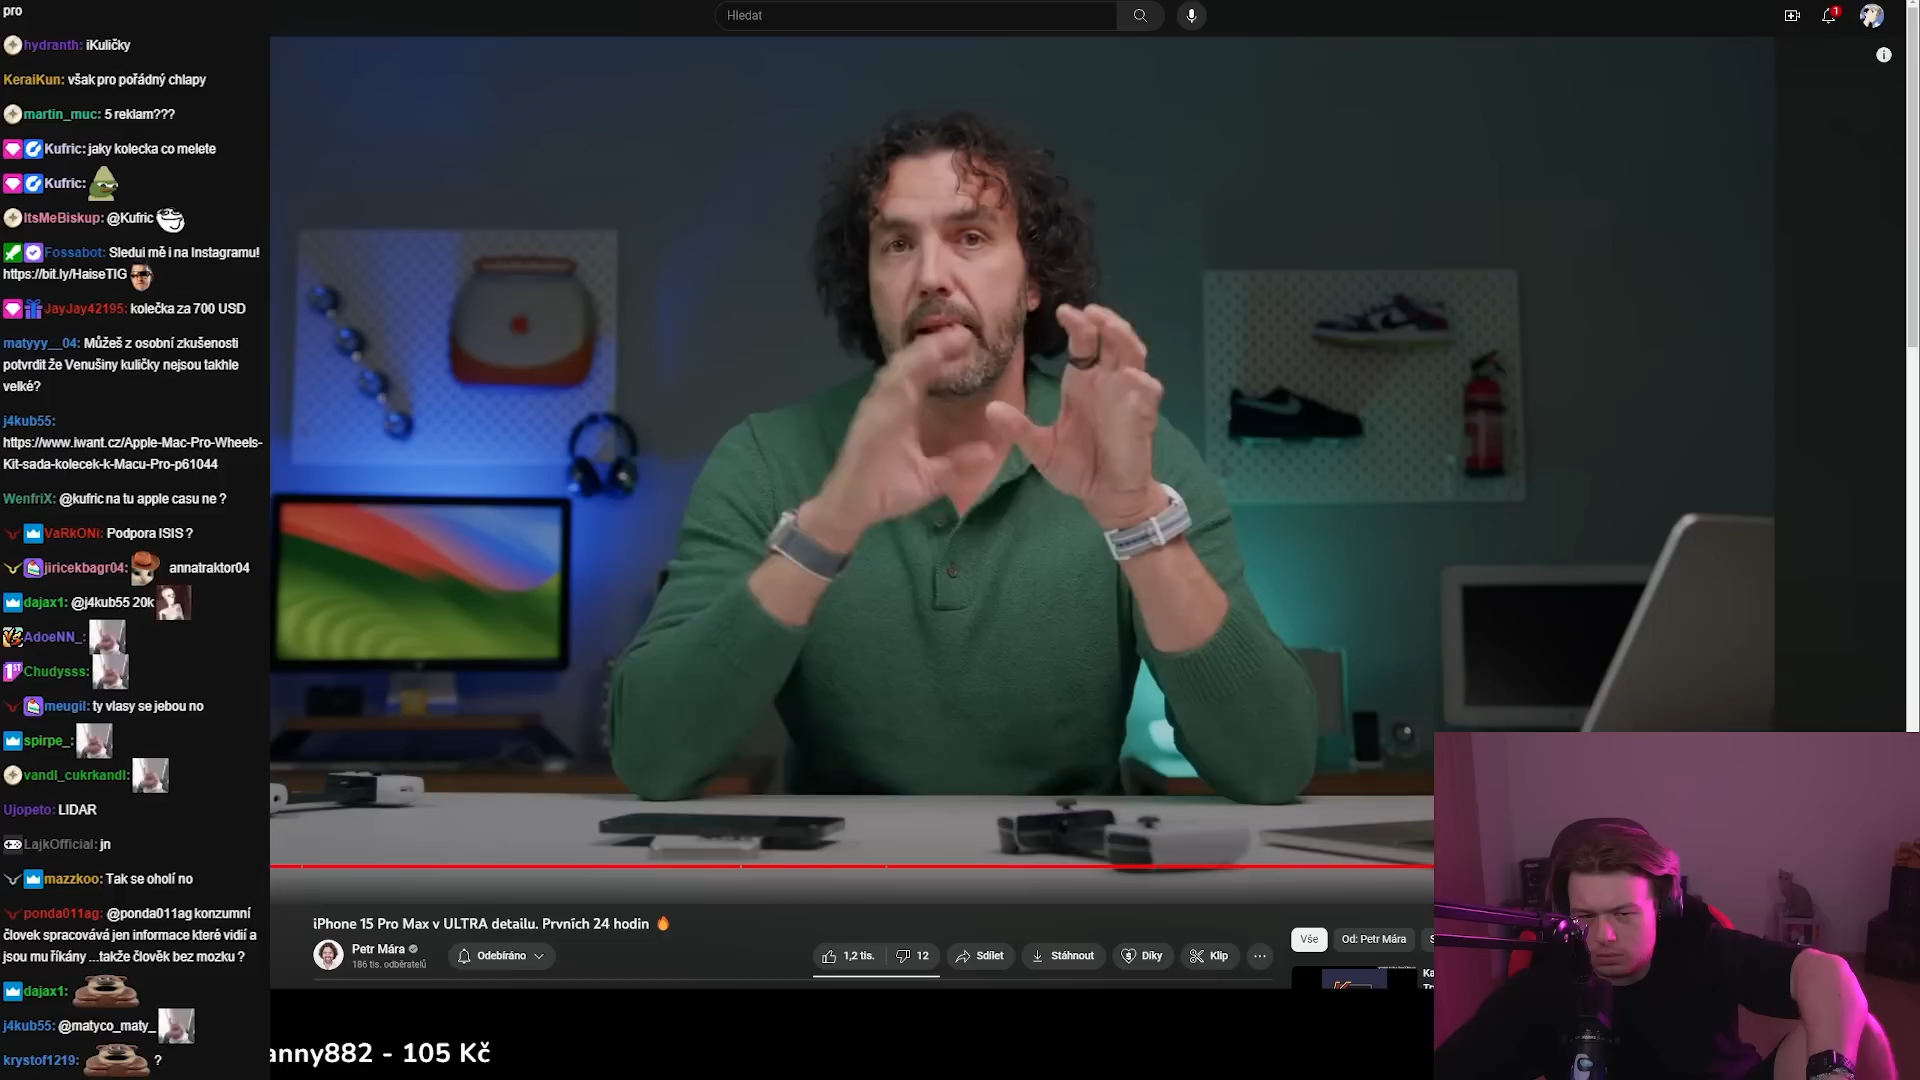 pro
hydranth: iKuličky
KeraiKun: však pro pořádný chlapy
martin_muc: 5 reklam???
Kufric: jaky kolecka co melete
Kufric:
ItsMeBiskup: @Kufric
Fossabot: Sleduj mě i na Instagramu!
https://bit.ly/HaiseTIG
JayJay42195: kolečka za 700 USD
matyyy__04: Můžeš z osobní zkušenosti
potvrdit že Venušiny kuličky nejsou takhle
velké?
j4kub55:
https://www.iwant.cz/Apple-Mac-Pro-Wheels-
Kit-sada-kolecek-k-Macu-Pro-p61044
WenfriX: @kufric na tu apple casu ne ?
VaRkONi: Podpora ISIS ?
jiricekbagr04: annatraktor04
dajax1: @j4kub55 20k
AdoeNN_:
Chudysss:
meugil: ty vlasy se jebou no
spirpe_:
vandl_cukrkandl:
Ujopeto: LIDAR
LajkOfficial: jn
mazzkoo: Tak se oholí no
ponda011ag: @ponda011ag konzumní
človek spracovává jen informace které vidií a
jsou mu říkány ...takže člověk bez mozku ?
dajax1:
j4kub55: @matyco_maty_
krystof1219: ?
Hledat
1
iPhone 15 Pro Max v ULTRA detailu. Prvních 24 hodin
Petr Mára
186 tis. odběratelů
Odebíráno
1,2 tis.
12
Sdílet
Stáhnout
Díky
Klip
Vše
Od: Petr Mára
S
Ka
Tr
anny882 - 105 Kč